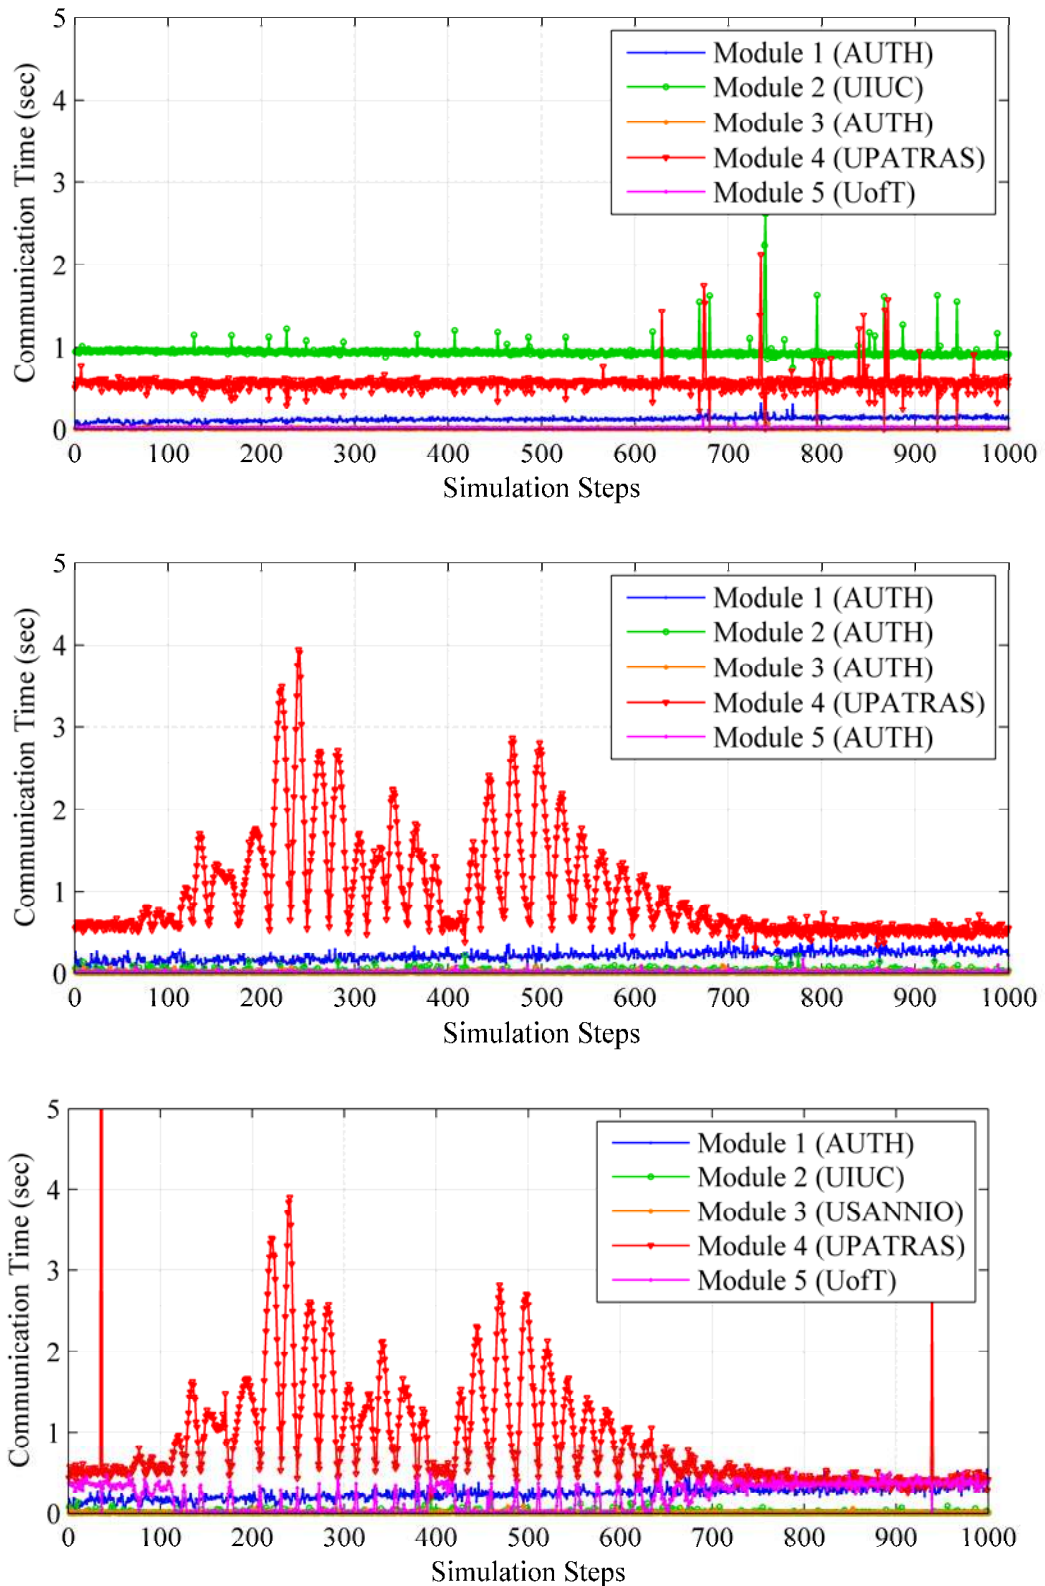 5
4
3
2
1
0
Communication Time (sec)
Module 1 (AUTH)
Module 2 (UIUC)
Module 3 (AUTH)
Module 4 (UPATRAS)
Module 5 (UofT)
0 100 200 300 400 500 600 700 800 900 1000
Simulation Steps
5
4
3
2
1
0
Communication Time (sec)
Module 1 (AUTH)
Module 2 (AUTH)
Module 3 (AUTH)
Module 4 (UPATRAS)
Module 5 (AUTH)
0 100 200 300 400 500 600 700 800 900 1000
Simulation Steps
5
4
3
2
1
0
Communication Time (sec)
Module 1 (AUTH)
Module 2 (UIUC)
Module 3 (USANNIO)
Module 4 (UPATRAS)
Module 5 (UofT)
0 100 200 300 400 500 600 700 800 900 1000
Simulation Steps